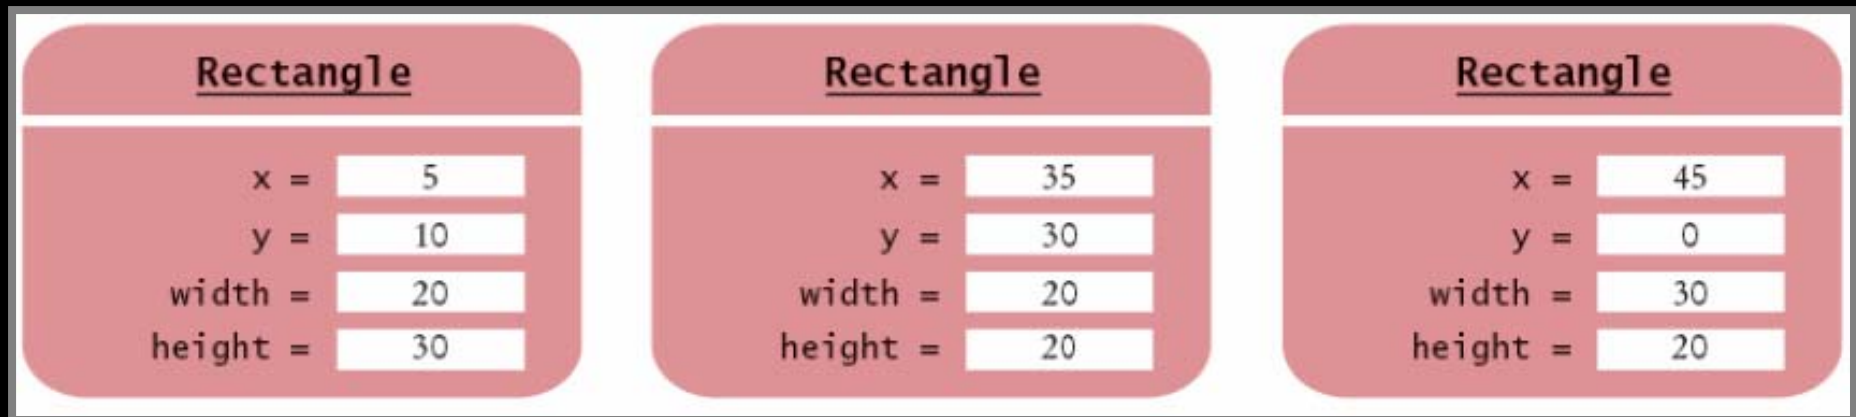 Rectangle
x = 5
y = 10
width = 20
height = 30
Rectangle
x = 35
y = 30
width = 20
height = 20
Rectangle
x = 45
y = 0
width = 30
height = 20